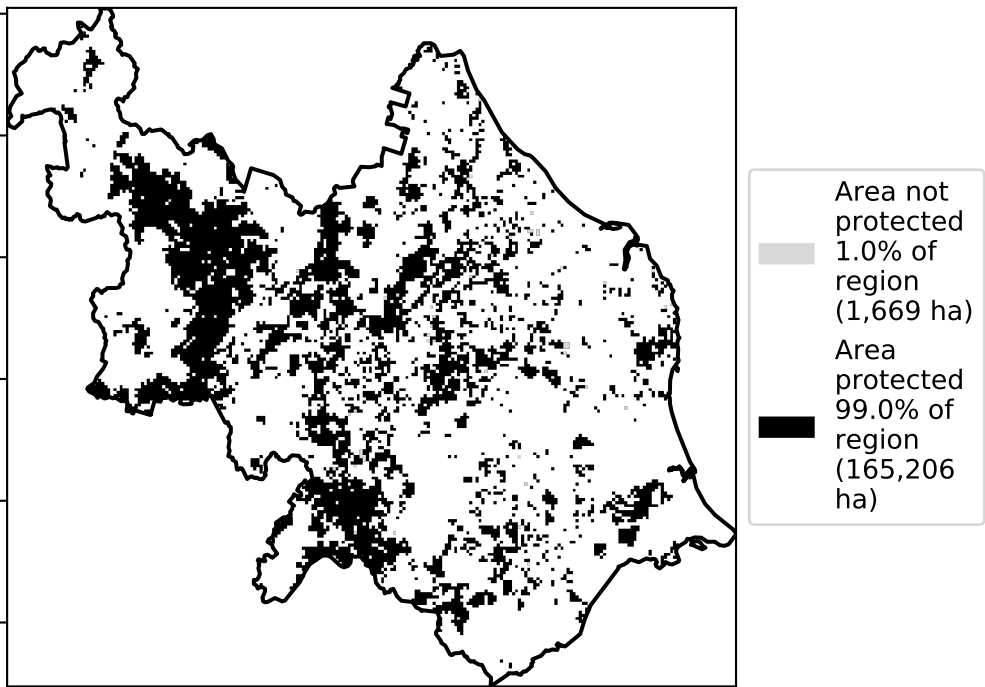 Area not
protected
1.0% of
region
(1,669 ha)
Area
protected
99.0% of
region
(165,206
ha)